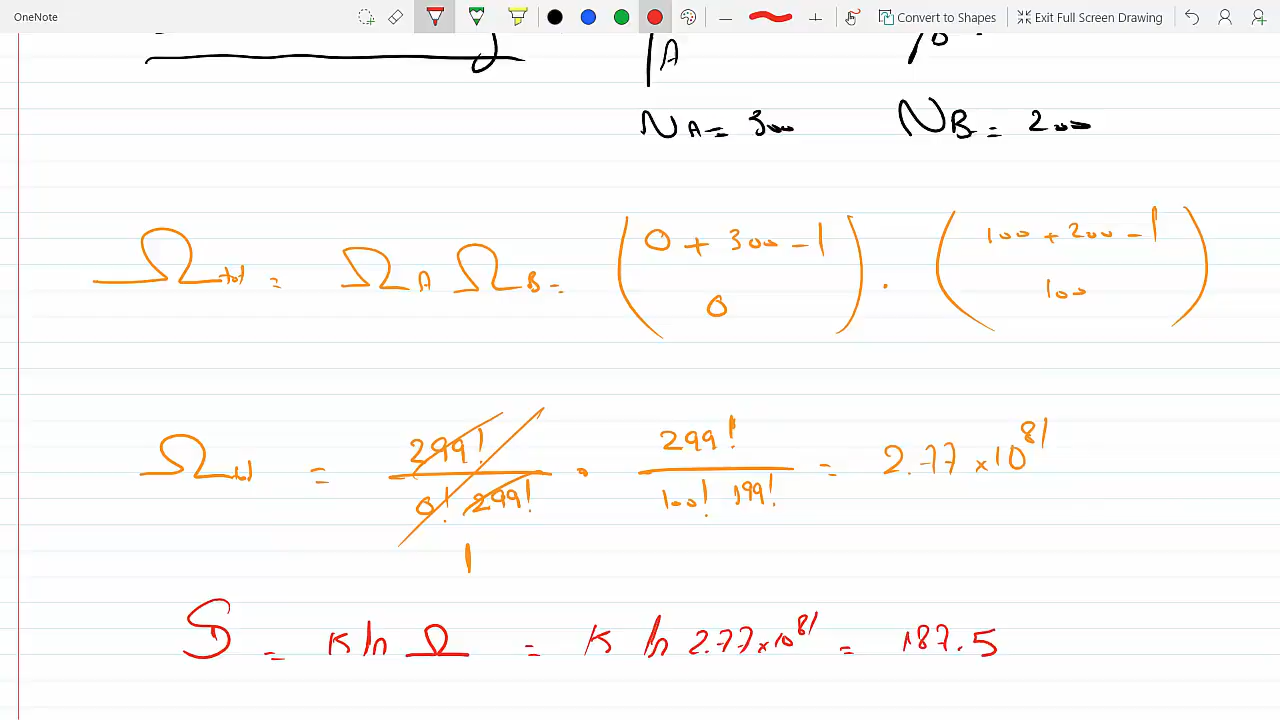 OneNote
Convert to Shapes
Exit Full Screen Drawing
A
N_A = 300 N_B = 200
Ω_tot = Ω_A Ω_B = (0 + 300 - 1 / 0) . (100 + 200 - 1 / 100)
Ω_tot = 299! / 0! 299! . 299! / 100! 199! = 2.77 × 10^81
1
S = K ln Ω = K ln 2.77 × 10^81 = 187.5